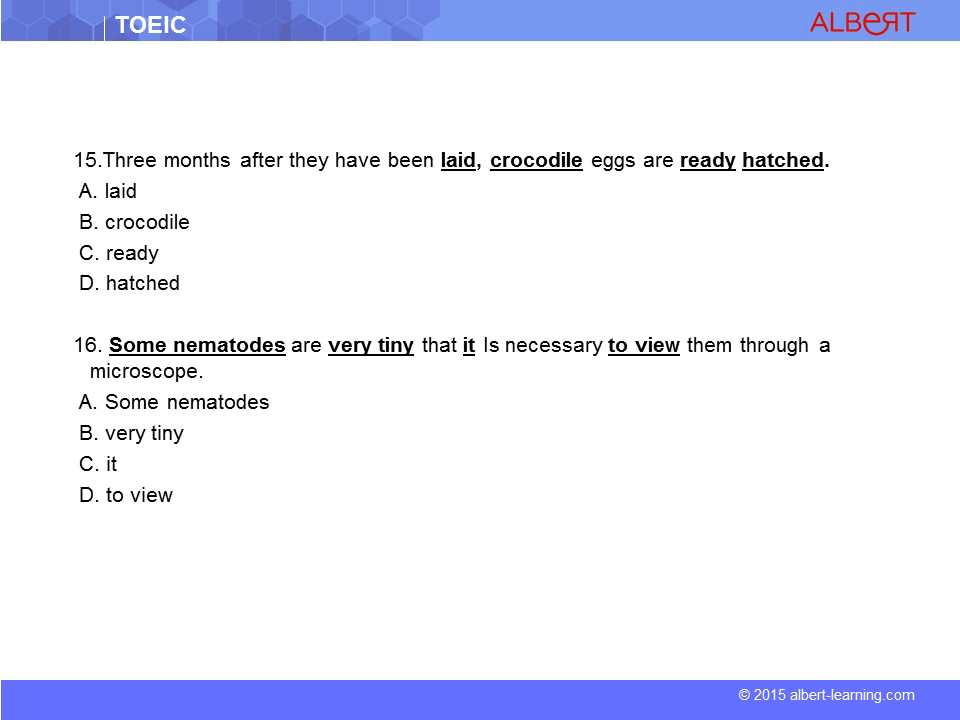 TOEIC
ALBERT
15.Three months after they have been laid, crocodile eggs are ready hatched.
A. laid
B. crocodile
C. ready
D. hatched
16. Some nematodes are very tiny that it Is necessary to view them through a
microscope.
A. Some nematodes
B. very tiny
C. it
D. to view
© 2015 albert-learning.com